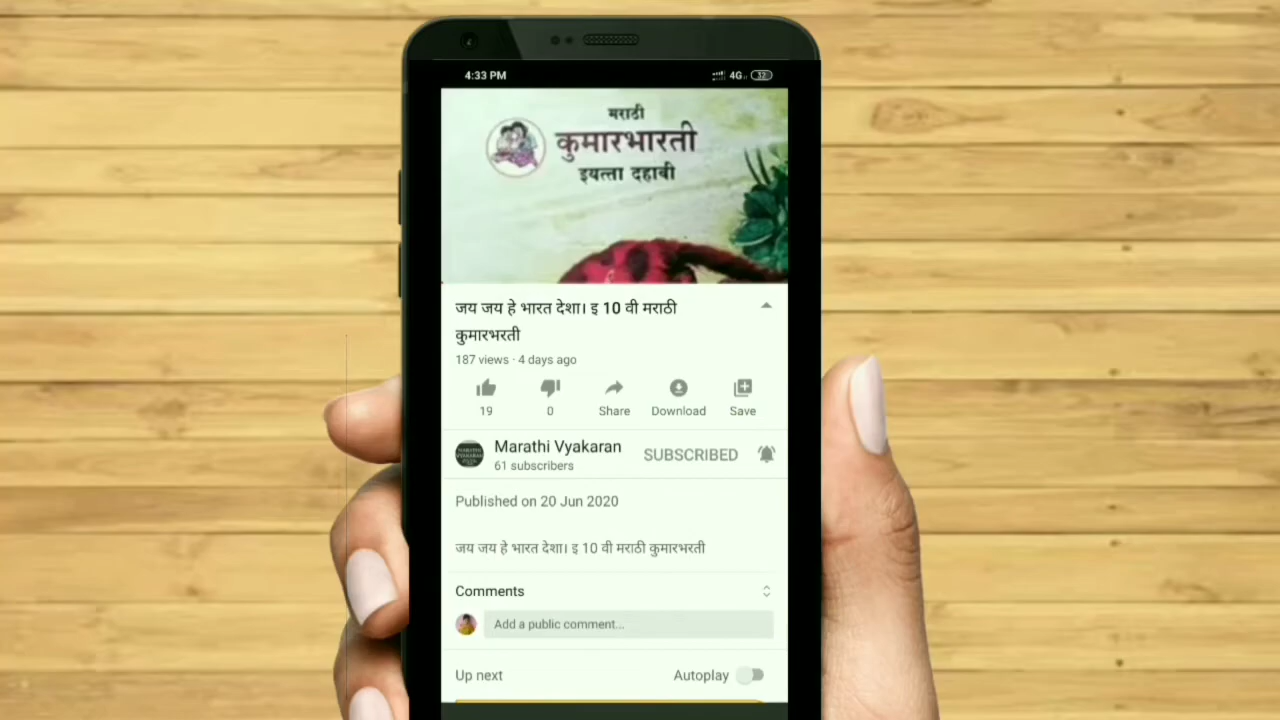 4:33 PM 4G 32
मराठी
कुमारभारती
इयत्ता दहावी
जय जय हे भारत देशा। इ 10 वी मराठी
कुमारभरती
187 views · 4 days ago
19 0 Share Download Save
Marathi Vyakaran SUBSCRIBED
61 subscribers
Published on 20 Jun 2020
जय जय हे भारत देशा। इ 10 वी मराठी कुमारभरती
Comments
Add a public comment...
Up next Autoplay